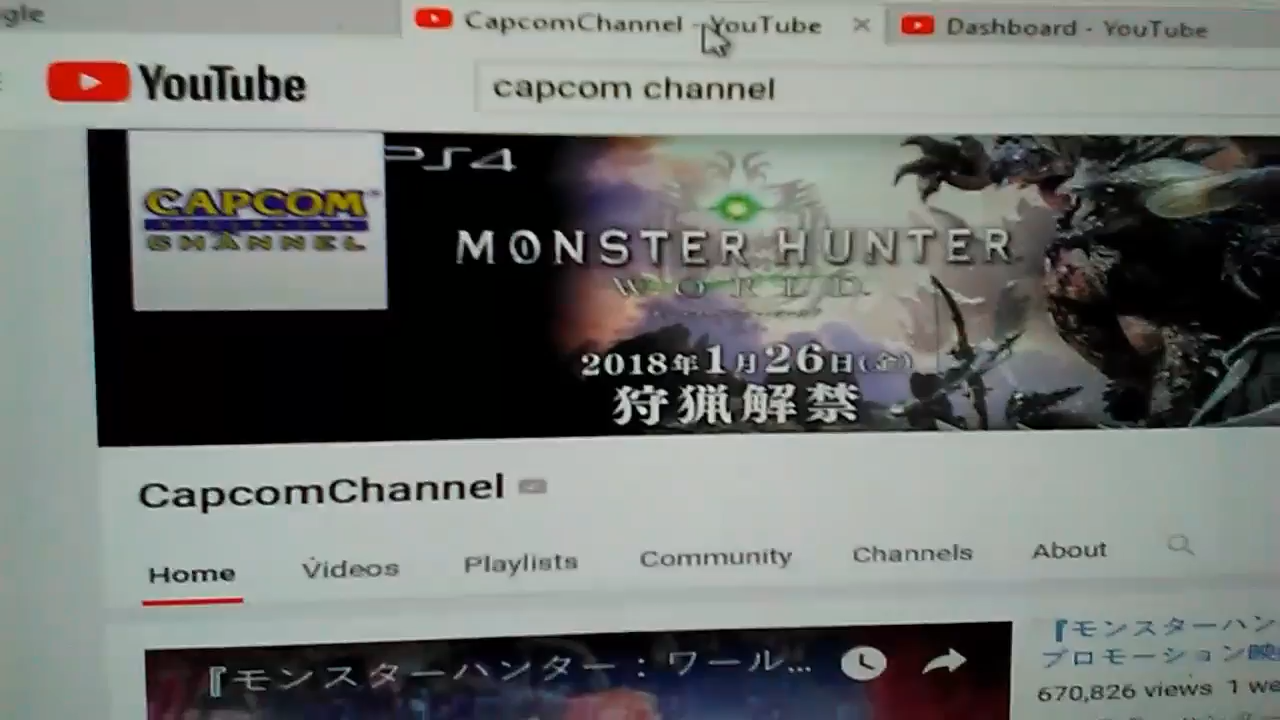 gle
CapcomChannel - YouTube
Dashboard - YouTube
YouTube
capcom channel
CAPCOM
CHANNEL
PS4
MONSTER HUNTER
WORLD
2018年1月26日(金)
狩猟解禁
CapcomChannel
Home
Videos
Playlists
Community
Channels
About
『モンスターハンター：ワール...
『モンスターハン
プロモーション映
670,826 views 1 we